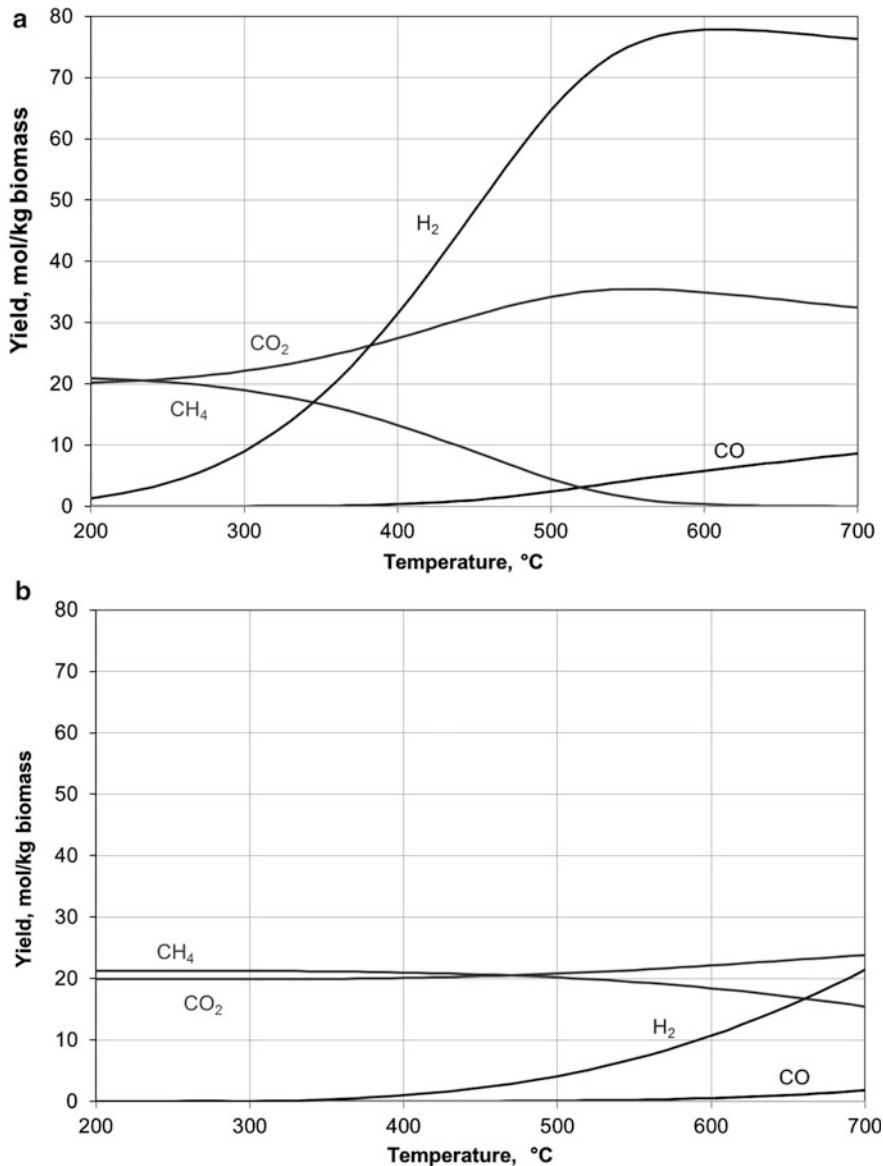 a
80
70
60
50
40
30
20
10
0
Yield, mol/kg biomass
H₂
CO₂
CH₄
CO
200 300 400 500 600 700
Temperature, °C
b
80
70
60
50
40
30
20
10
0
Yield, mol/kg biomass
CH₄
CO₂
H₂
CO
200 300 400 500 600 700
Temperature, °C